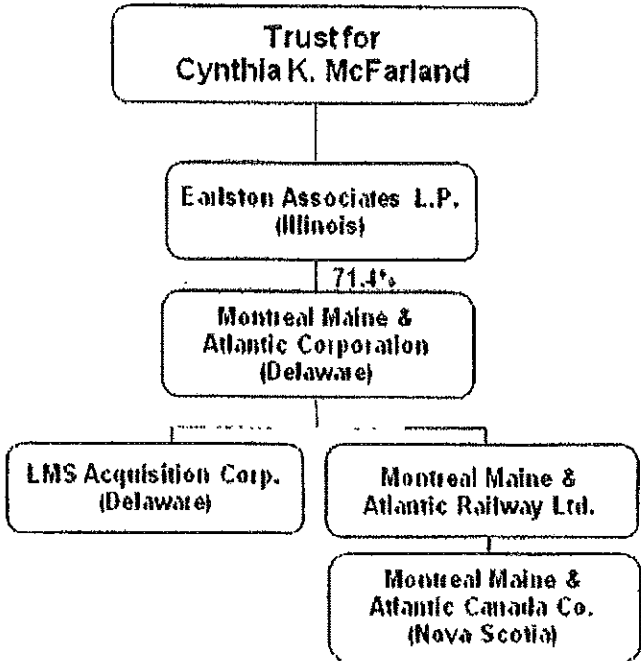 Trust for
Cynthia K. McFarland
Earlston Associates L.P.
(Illinois)
71.4%
Montreal Maine &
Atlantic Corporation
(Delaware)
LMS Acquisition Corp.
(Delaware)
Montreal Maine &
Atlantic Railway Ltd.
Montreal Maine &
Atlantic Canada Co.
(Nova Scotia)